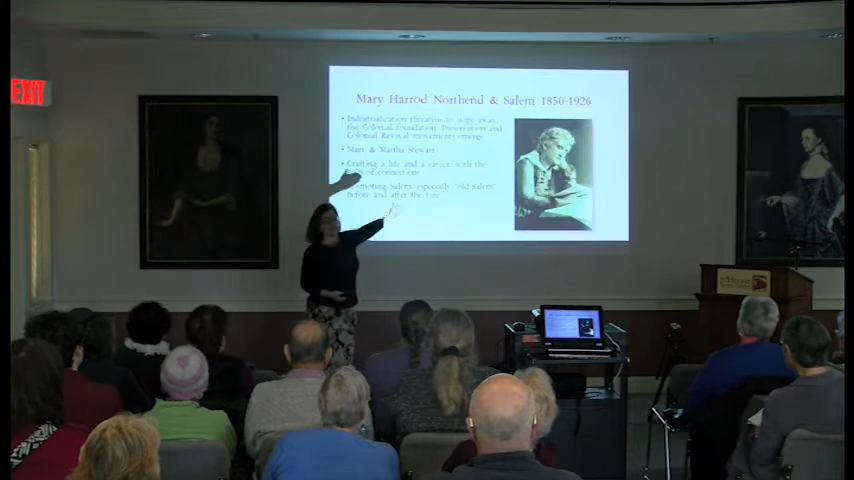 EXIT
Mary Harrod Northend & Salem 1850-1926
• Industrialization threatens to wipe away
the Colonial foundation. Preservation and
Colonial Revival movements emerge
• Mary & Martha Stewart
• Crafting a life and a career, with the
of connections
Promoting Salem, especially "old Salem"
before and after the Fire